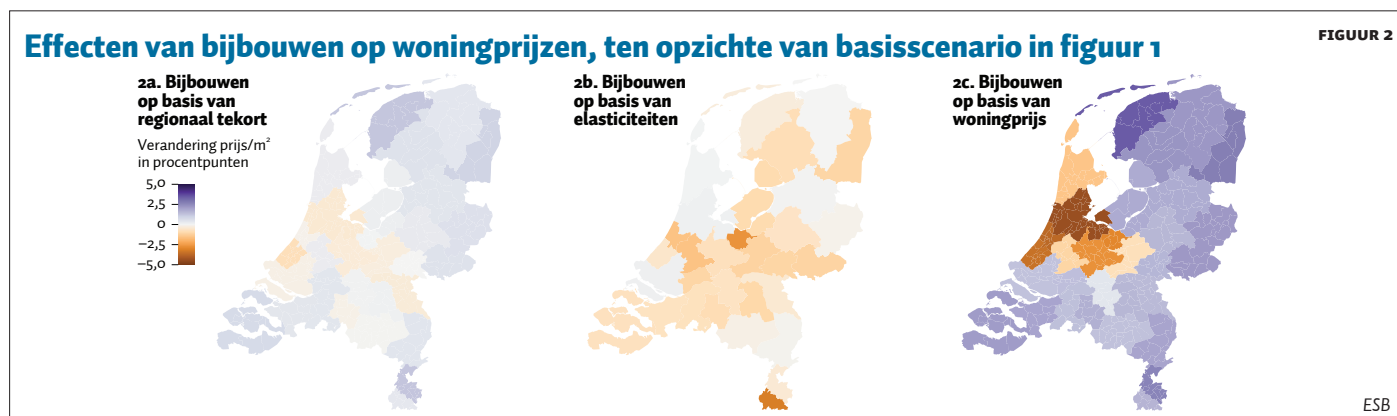 FIGUUR 2
Effecten van bijbouwen op woningprijzen, ten opzichte van basisscenario in figuur 1
2a. Bijbouwen
op basis van
regionaal tekort
Verandering prijs/m²
in procentpunten
5,0
2,5
0
−2,5
−5,0
2b. Bijbouwen
op basis van
elasticiteiten
2c. Bijbouwen
op basis van
woningprijs
ESB